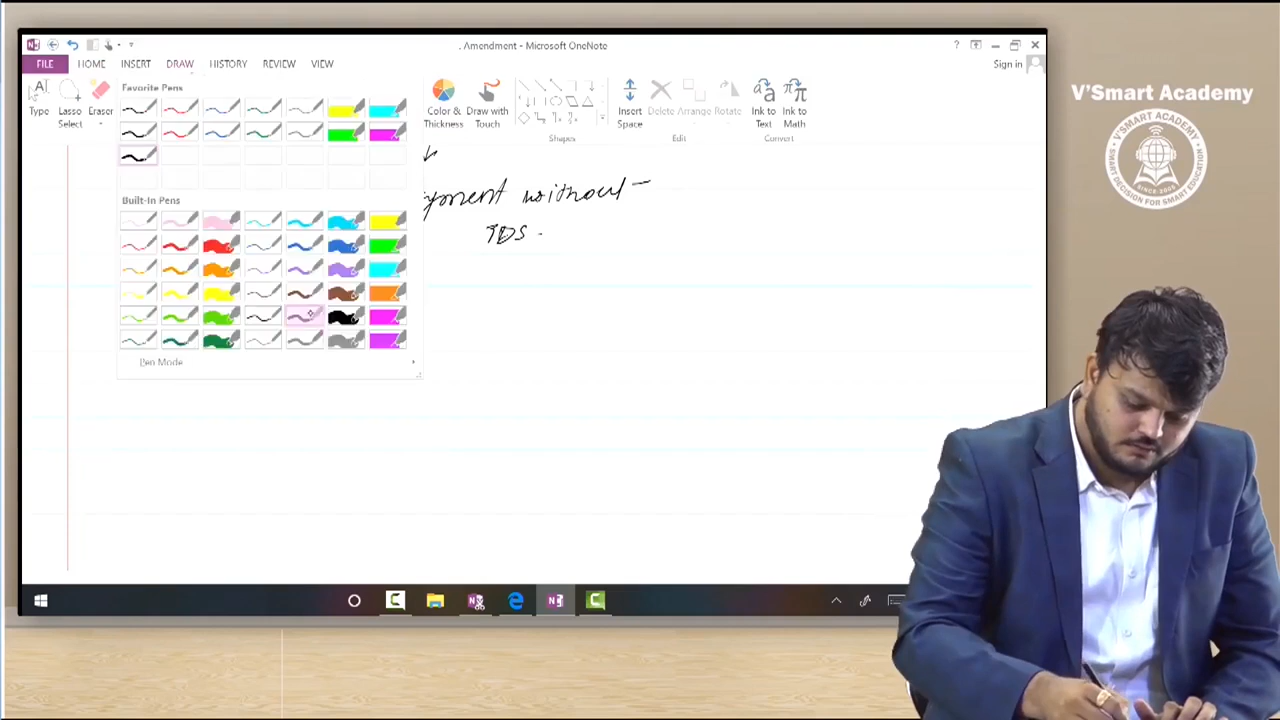 . Amendment - Microsoft OneNote
?
FILE
HOME
INSERT
DRAW
HISTORY
REVIEW
VIEW
Sign in
Favorite Pens
Type
Lasso
Select
Eraser
Color &
Thickness
Draw with
Touch
Shapes
Insert
Space
Delete
Arrange
Rotate
Edit
Ink to
Text
Ink to
Math
Convert
Built-In Pens
Pen Mode
yment without -
TDS -
V'Smart Academy
V'SMART ACADEMY
SINCE-2005
SMART DECISION FOR SMART EDUCATION